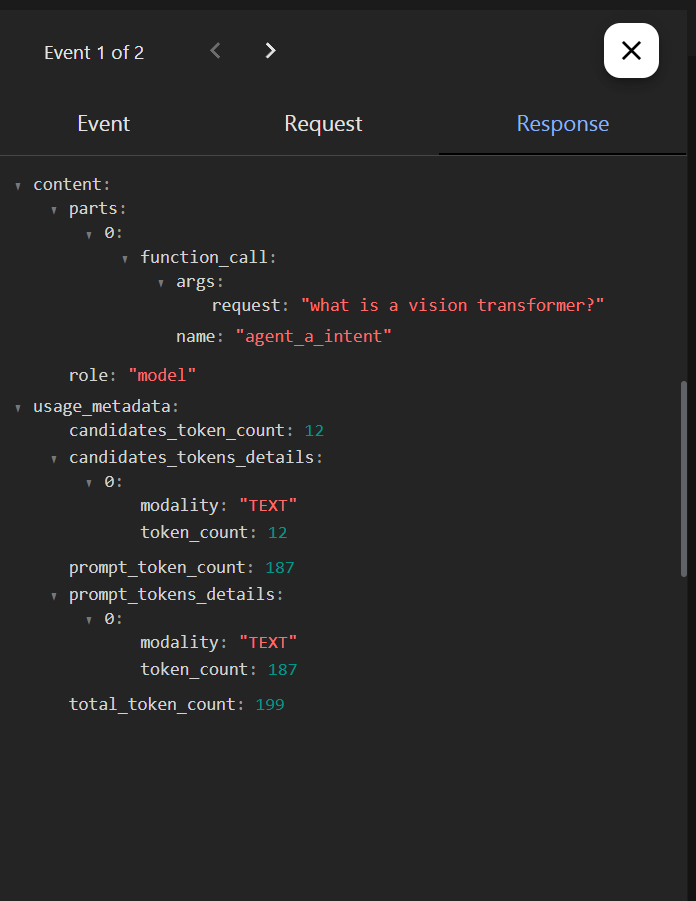 Event 1 of 2
Event Request Response
content:
parts:
0:
function_call:
args:
request: "what is a vision transformer?"
name: "agent_a_intent"
role: "model"
usage_metadata:
candidates_token_count: 12
candidates_tokens_details:
0:
modality: "TEXT"
token_count: 12
prompt_token_count: 187
prompt_tokens_details:
0:
modality: "TEXT"
token_count: 187
total_token_count: 199